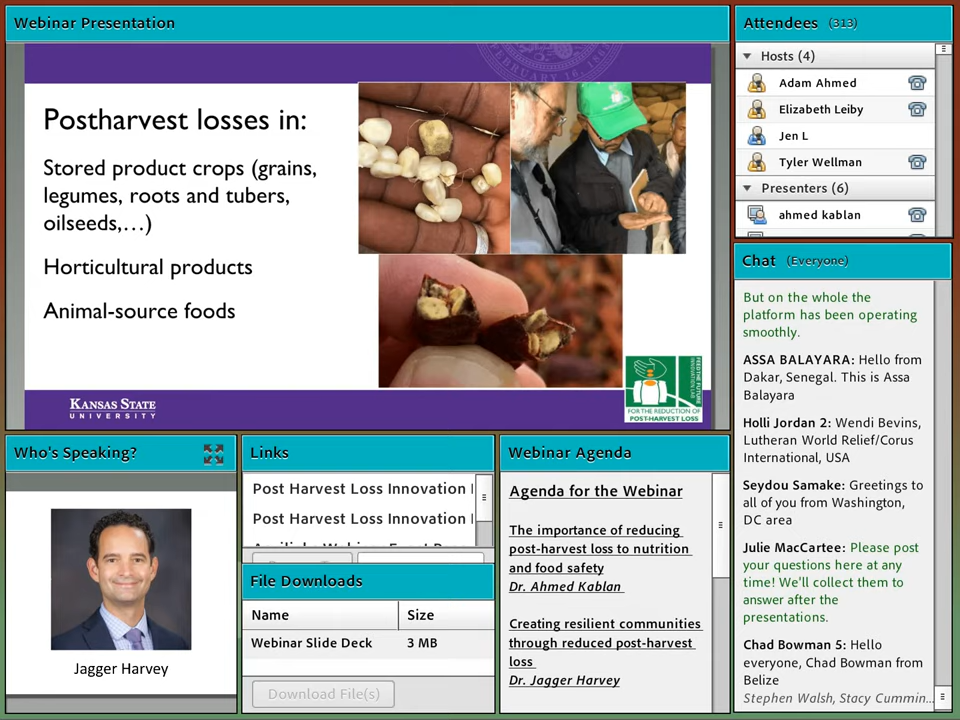 Webinar Presentation
Postharvest losses in:
Stored product crops (grains,
legumes, roots and tubers,
oilseeds,...)
Horticultural products
Animal-source foods
KANSAS STATE
UNIVERSITY
FEED THE FUTURE
INNOVATION LAB
FOR THE REDUCTION OF
POST-HARVEST LOSS
Attendees (313)
Hosts (4)
Adam Ahmed
Elizabeth Leiby
Jen L
Tyler Wellman
Presenters (6)
ahmed kablan
Chat (Everyone)
But on the whole the
platform has been operating
smoothly.
ASSA BALAYARA: Hello from
Dakar, Senegal. This is Assa
Balayara
Holli Jordan 2: Wendi Bevins,
Lutheran World Relief/Corus
International, USA
Seydou Samake: Greetings to
all of you from Washington,
DC area
Julie MacCartee: Please post
your questions here at any
time! We'll collect them to
answer after the
presentations.
Chad Bowman 5: Hello
everyone, Chad Bowman from
Belize
Stephen Walsh, Stacy Cummin...
Who's Speaking?
Jagger Harvey
Links
Post Harvest Loss Innovation
Post Harvest Loss Innovation
File Downloads
Name Size
Webinar Slide Deck 3 MB
Download File(s)
Webinar Agenda
Agenda for the Webinar
The importance of reducing
post-harvest loss to nutrition
and food safety
Dr. Ahmed Kablan
Creating resilient communities
through reduced post-harvest
loss
Dr. Jagger Harvey